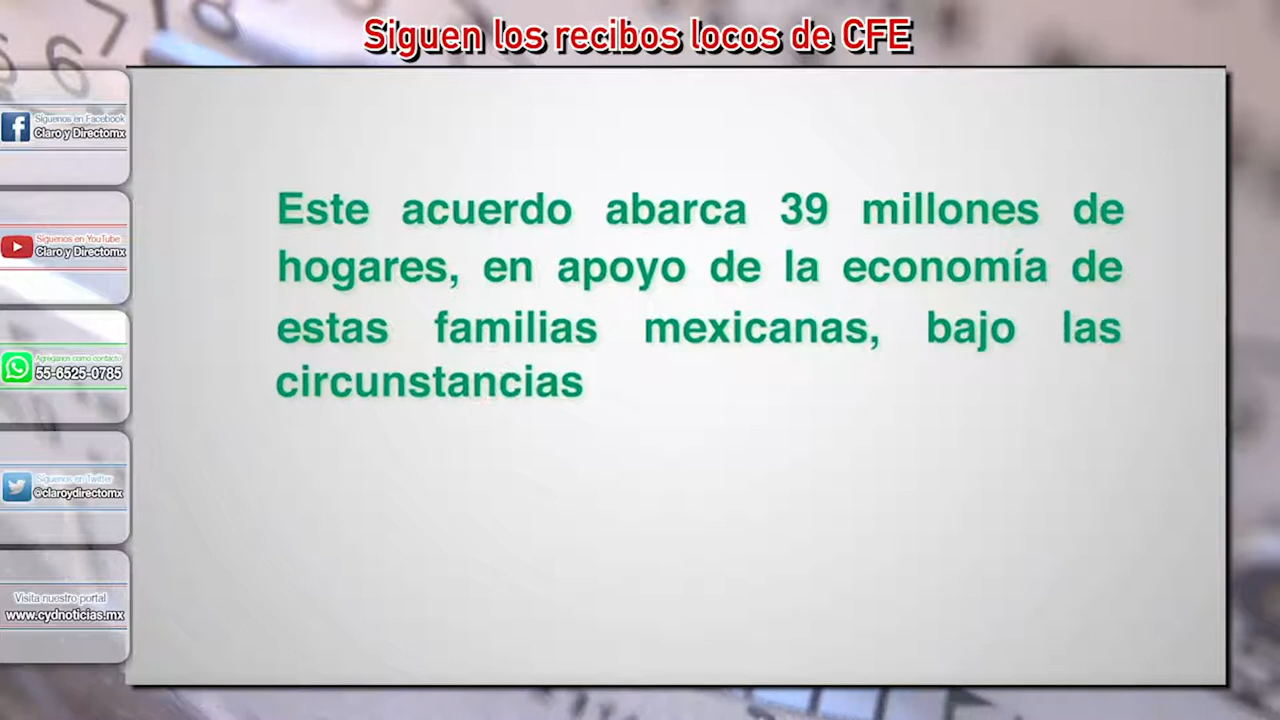 Siguen los recibos locos de CFE
Síguenos en Facebook
Claro y Directomx
Síguenos en YouTube
Claro y Directomx
Agréganos como contacto
55-6525-0785
Síguenos en Twitter
@claroydirectomx
Visita nuestro portal
www.cydnoticias.mx
Este acuerdo abarca 39 millones de
hogares, en apoyo de la economía de
estas familias mexicanas, bajo las
circunstancias